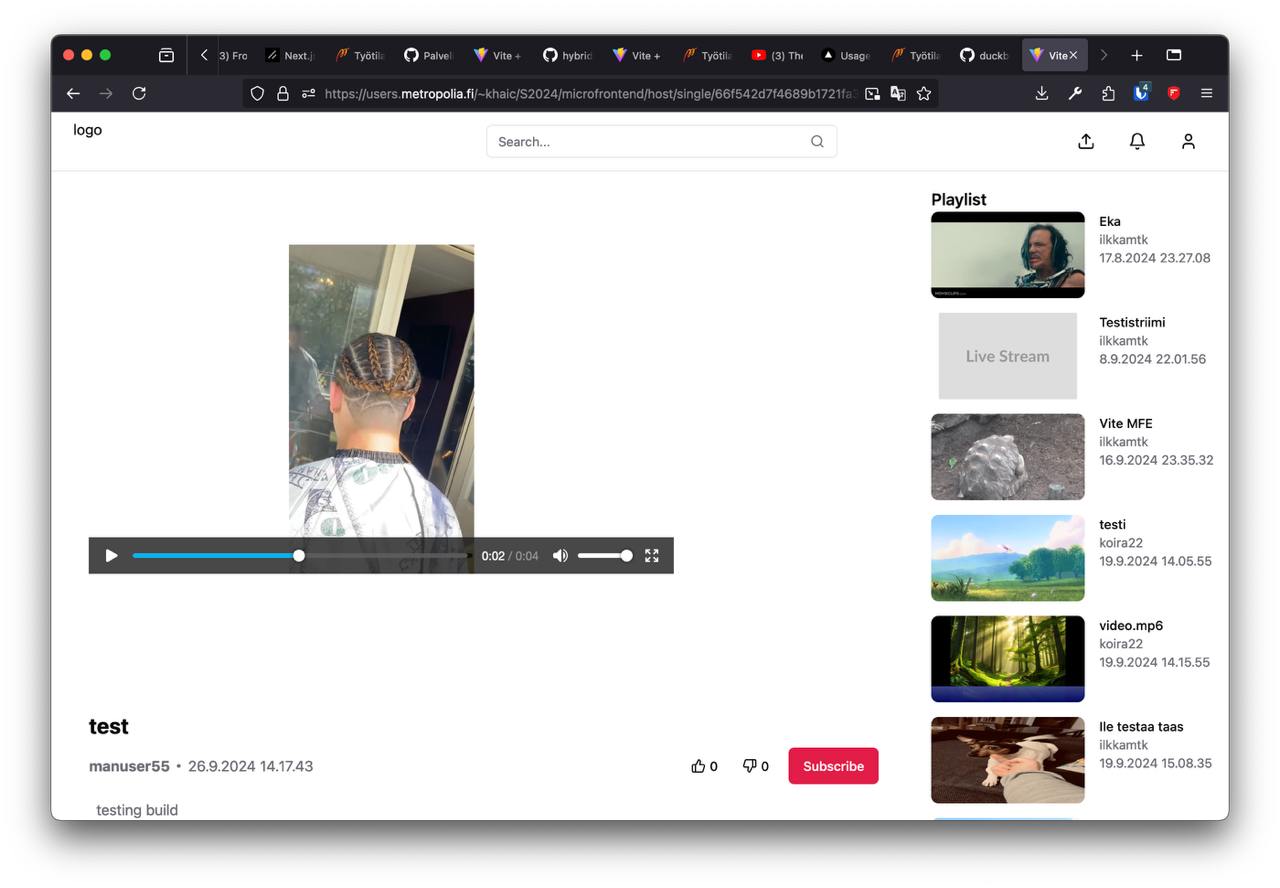 3) Fro
Next.j
Työtila
Palveli
Vite +
hybrid
Vite +
Työtila
(3) The
Usage
Työtila
duckb
Vite
https://users.metropolia.fi/~khaic/S2024/microfrontend/host/single/66f542d7f4689b1721fa3
4
logo
Search...
Playlist
Eka
ilkkamtk
17.8.2024 23.27.08
Live Stream
Testistriimi
ilkkamtk
8.9.2024 22.01.56
Vite MFE
ilkkamtk
16.9.2024 23.35.32
testi
koira22
19.9.2024 14.05.55
0:02 / 0:04
video.mp6
koira22
19.9.2024 14.15.55
Ile testaa taas
ilkkamtk
19.9.2024 15.08.35
test
manuser55 • 26.9.2024 14.17.43
0
0
Subscribe
testing build